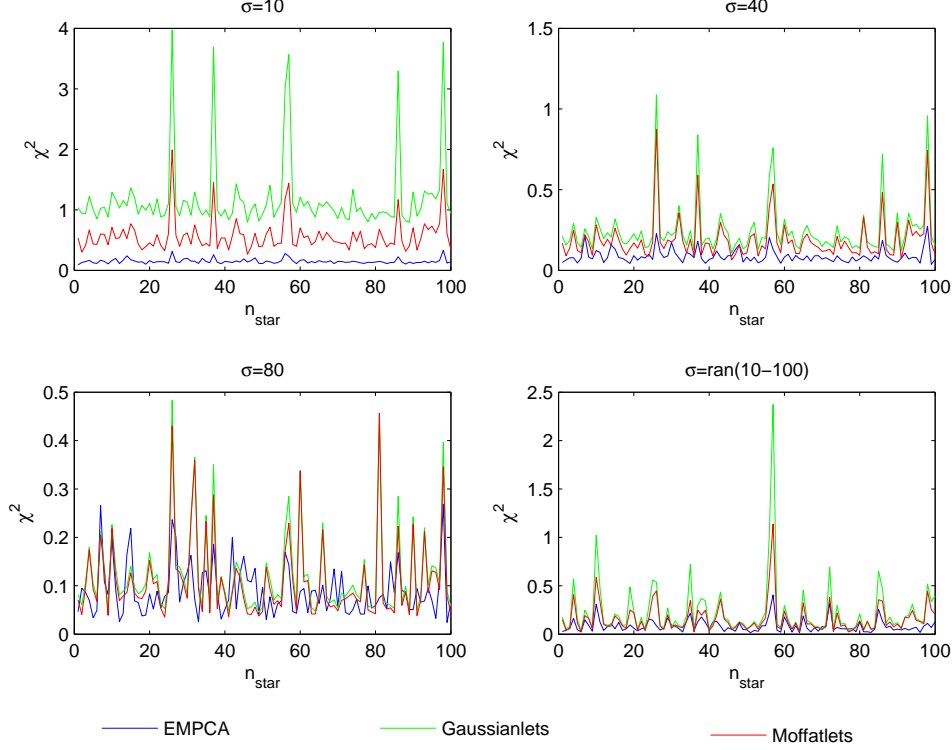 σ=10
4
3
2
1
0
χ²
0 20 40 60 80 100
n_star
σ=40
1.5
1
0.5
0
χ²
0 20 40 60 80 100
n_star
σ=80
0.5
0.4
0.3
0.2
0.1
0
χ²
0 20 40 60 80 100
n_star
σ=ran(10−100)
2.5
2
1.5
1
0.5
0
χ²
0 20 40 60 80 100
n_star
EMPCA
Gaussianlets
Moffatlets